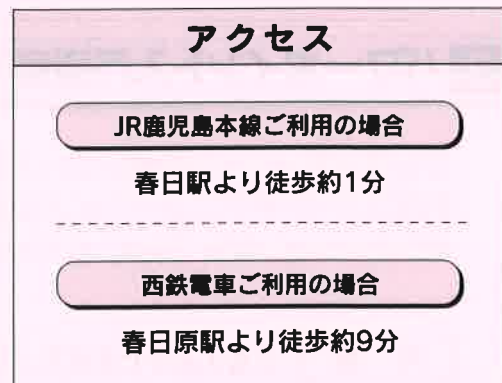 アクセス
JR鹿児島本線ご利用の場合
春日駅より徒歩約1分
西鉄電車ご利用の場合
春日原駅より徒歩約9分